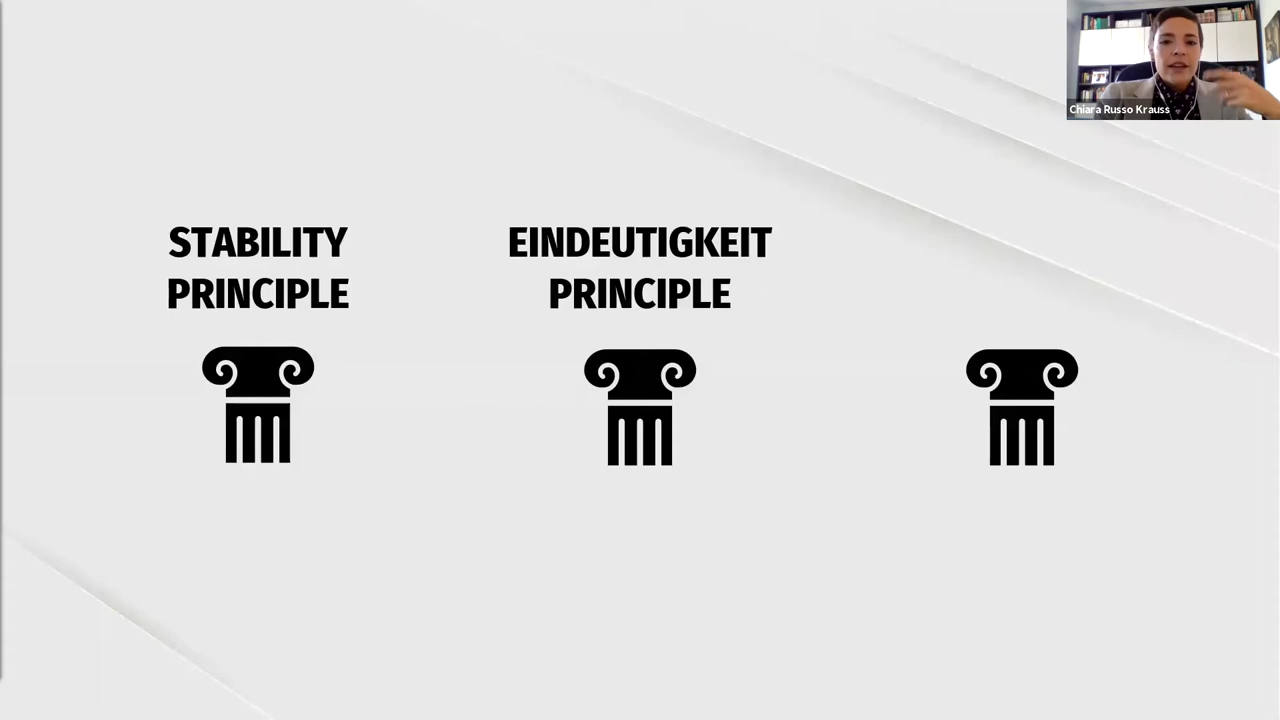 Chiara Russo Krauss
STABILITY
PRINCIPLE
EINDEUTIGKEIT
PRINCIPLE